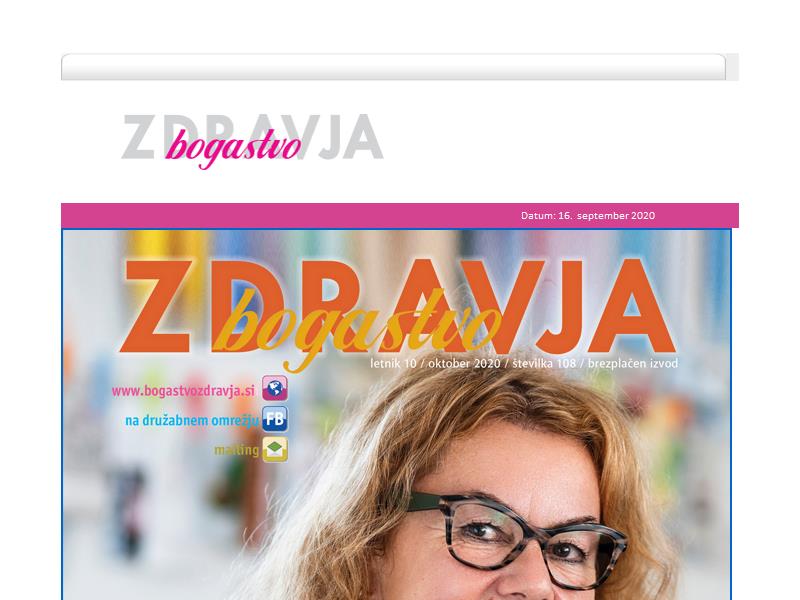 ZDRAVJA
bogastvo
Datum: 16. september 2020
ZDRAVJA
bogastvo
letnik 10 / oktober 2020 / številka 108 / brezplačen izvod
www.bogastvozdravja.si
na družabnem omrežju FB
mailing